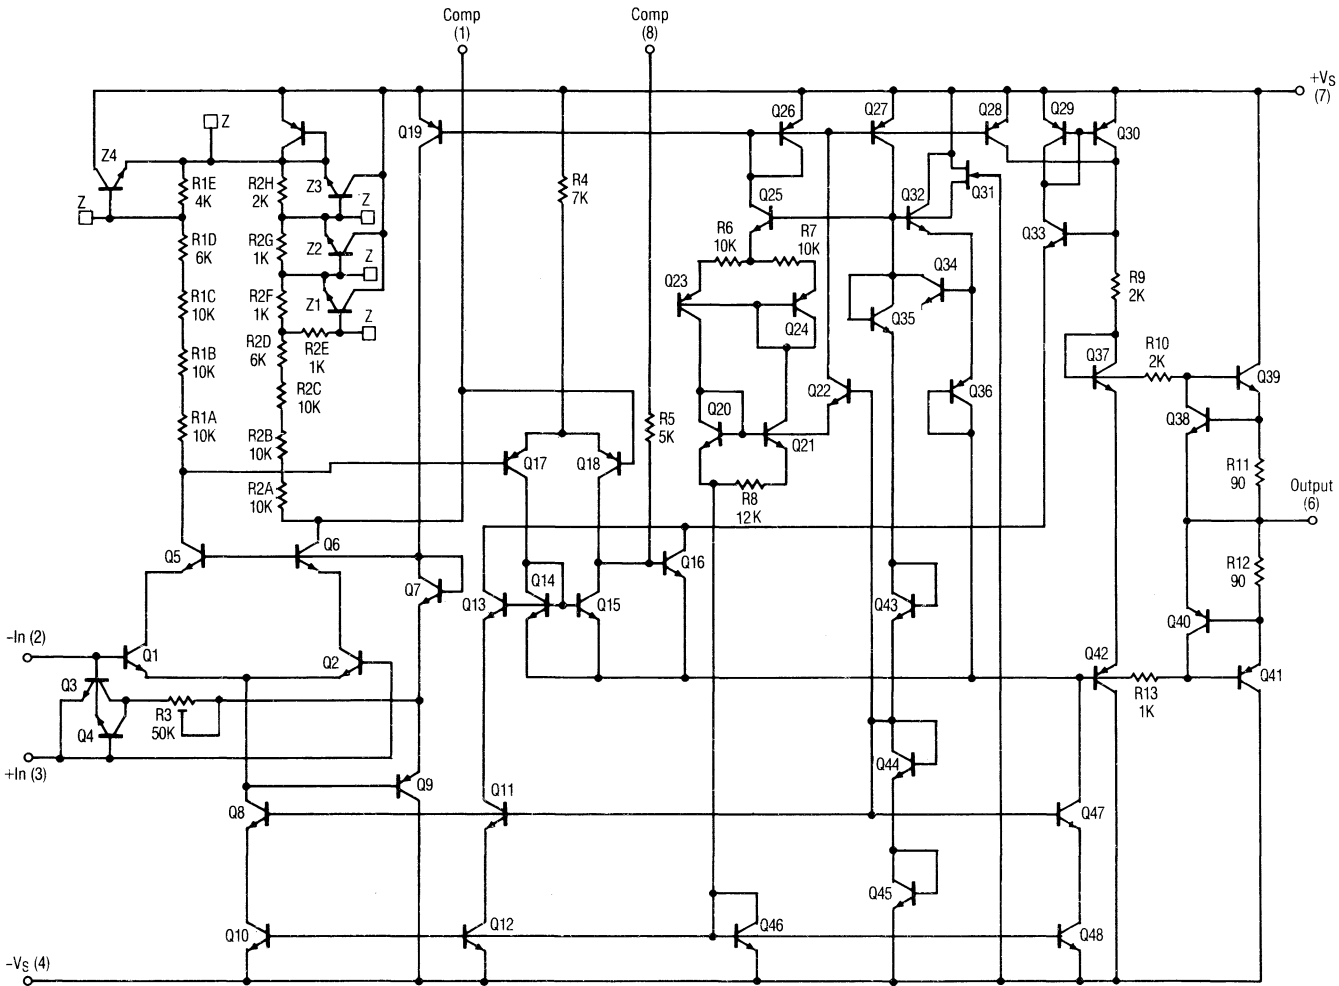 Comp
(1)
Comp
(8)
+VS
(7)
Z
Z4
Q19
Q26
Q27
Q28
Q29
Q30
R1E
4K
R2H
2K
Z3
Z
R4
7K
Q25
Q32
Q31
Z
R1D
6K
R2G
1K
Z2
Z
R6
10K
R7
10K
Q33
Q23
Q34
R9
2K
R1C
10K
R2F
1K
Z1
Z
Q24
Q35
R2D
6K
R2E
1K
R1B
10K
R2C
10K
Q37
R10
2K
Q39
Q22
Q36
R1A
10K
R5
5K
Q20
Q38
R2B
10K
Q17
Q18
Q21
R11
90
R2A
10K
R8
12K
Output
(6)
Q5
Q6
Q16
R12
90
Q7
Q13
Q14
Q15
Q43
Q40
–In (2)
Q1
Q2
Q42
Q41
Q3
R3
50K
Q4
R13
1K
+In (3)
Q9
Q44
Q8
Q11
Q47
Q45
Q10
Q12
Q46
Q48
–VS (4)